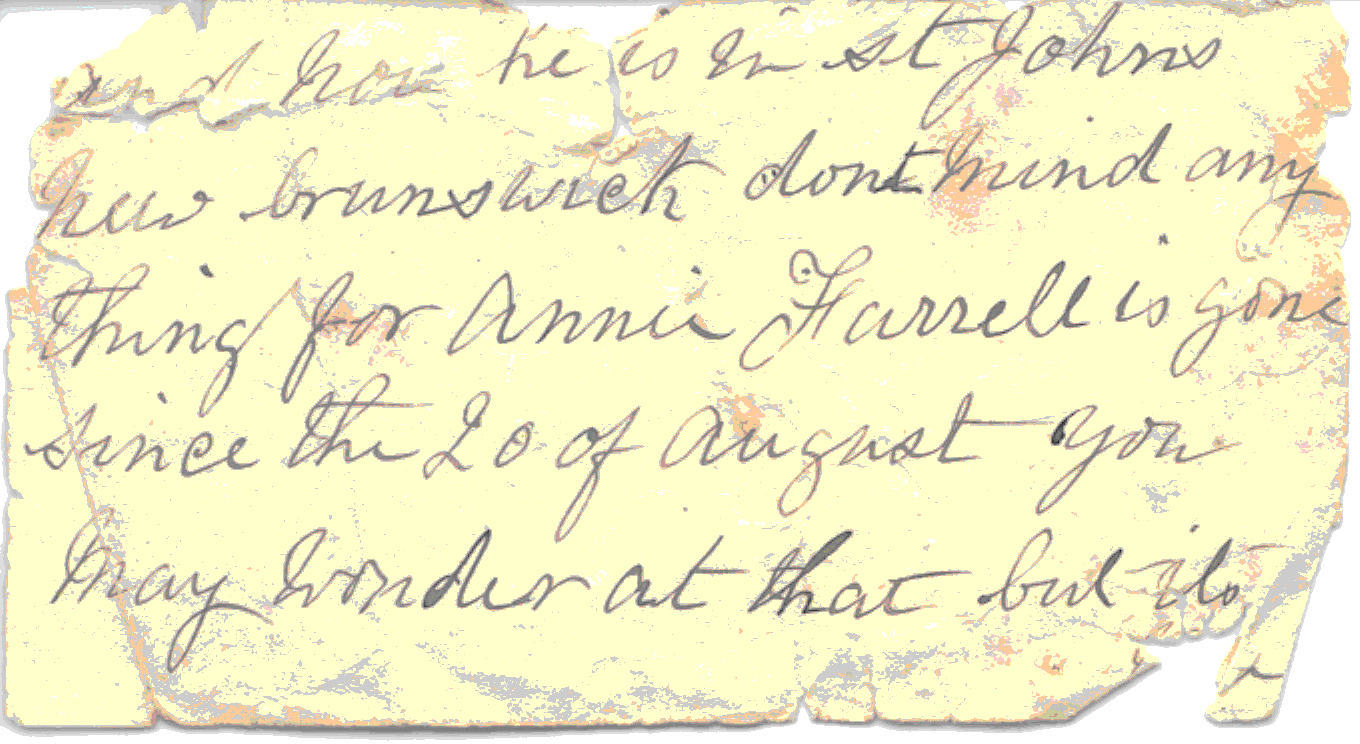 and now he is in st Johns
new brunswick dont mind any
thing for Annie Farrell is gone
since the 20 of August you
may wonder at that but its